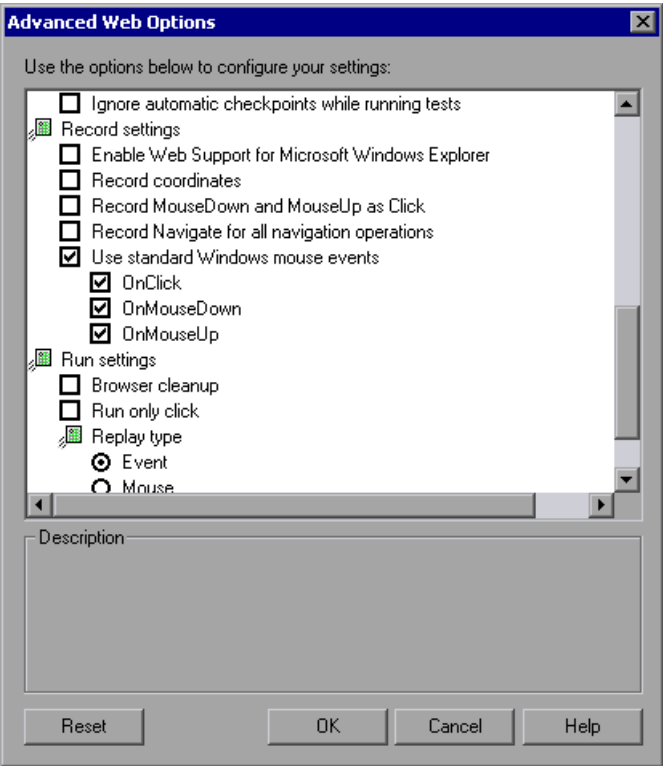 Advanced Web Options
Use the options below to configure your settings:
Ignore automatic checkpoints while running tests
Record settings
Enable Web Support for Microsoft Windows Explorer
Record coordinates
Record MouseDown and MouseUp as Click
Record Navigate for all navigation operations
Use standard Windows mouse events
OnClick
OnMouseDown
OnMouseUp
Run settings
Browser cleanup
Run only click
Replay type
Event
Mouse
Description
Reset OK Cancel Help